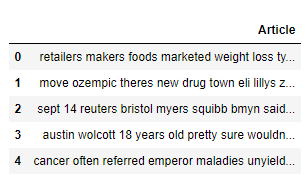 Article
0 retailers makers foods marketed weight loss ty...
1 move ozempic theres new drug town eli lillys z...
2 sept 14 reuters bristol myers squibb bmyn said...
3 austin wolcott 18 years old pretty sure wouldn...
4 cancer often referred emperor maladies unyield...